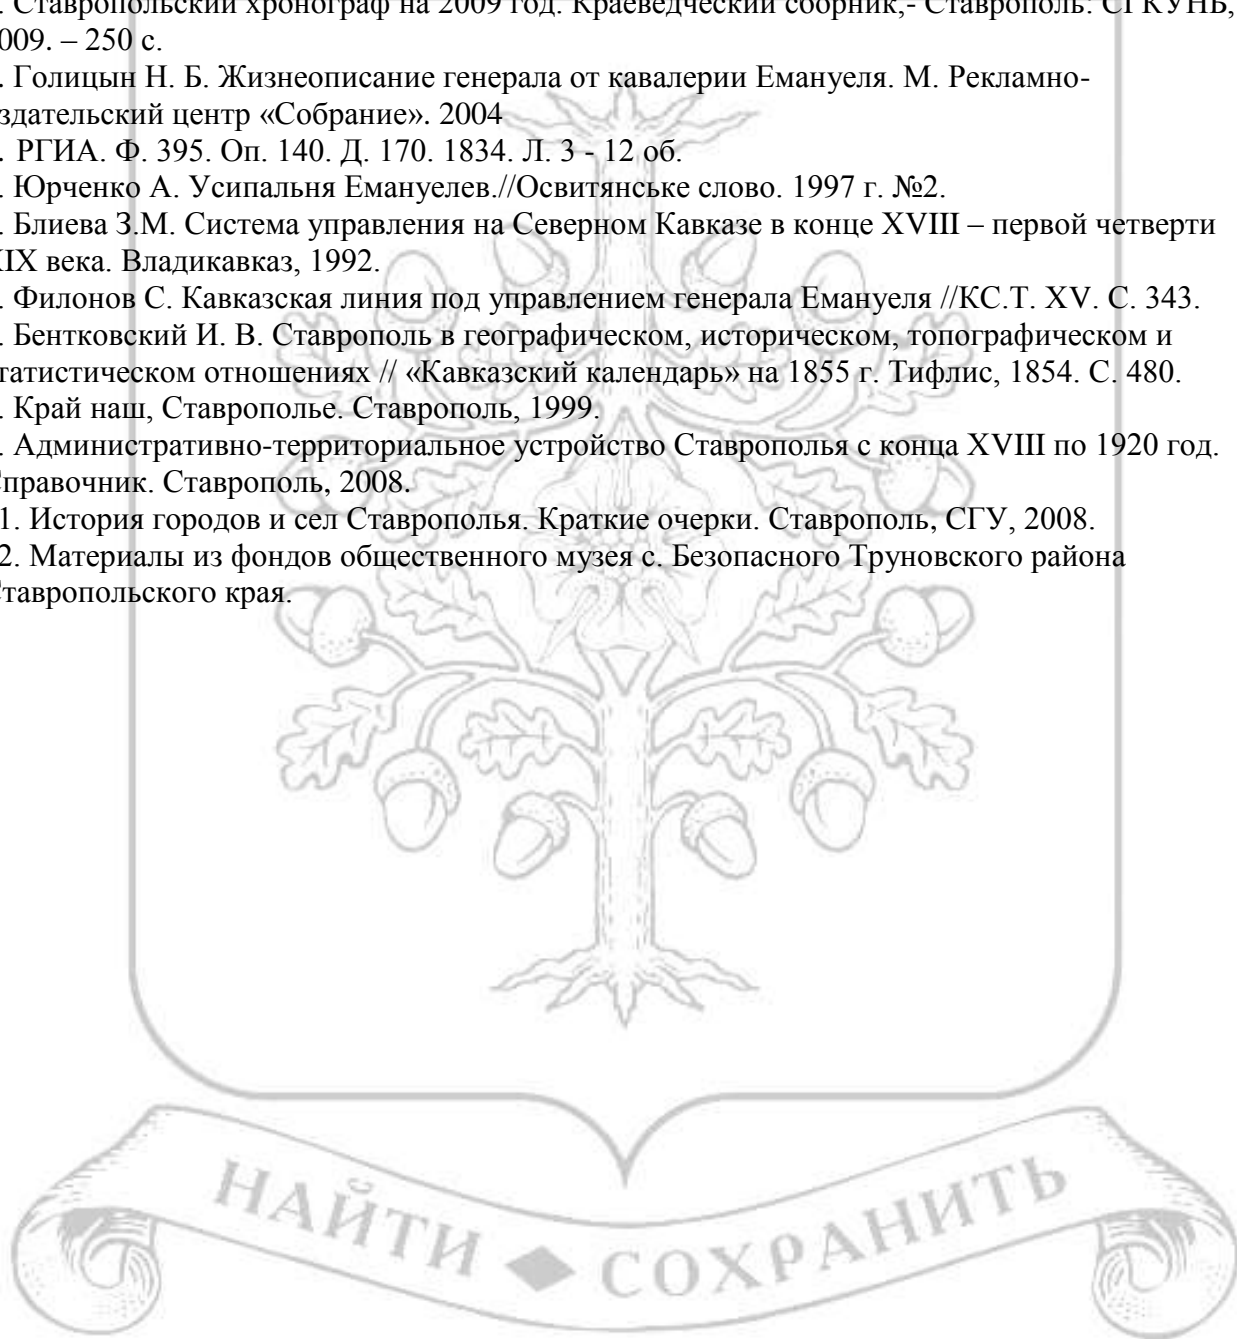 . Ставропольский хронограф на 2009 год. Краеведческий сборник,- Ставрополь: СГКУНБ,
009. – 250 с.
. Голицын Н. Б. Жизнеописание генерала от кавалерии Емануеля. М. Рекламно-
здательский центр «Собрание». 2004
. РГИА. Ф. 395. Оп. 140. Д. 170. 1834. Л. 3 - 12 об.
. Юрченко А. Усипальня Емануелев.//Освитянське слово. 1997 г. №2.
. Блиева З.М. Система управления на Северном Кавказе в конце XVIII – первой четверти
XIX века. Владикавказ, 1992.
. Филонов С. Кавказская линия под управлением генерала Емануеля //КС.Т. XV. С. 343.
. Бентковский И. В. Ставрополь в географическом, историческом, топографическом и
татистическом отношениях // «Кавказский календарь» на 1855 г. Тифлис, 1854. С. 480.
. Край наш, Ставрополье. Ставрополь, 1999.
. Административно-территориальное устройство Ставрополья с конца XVIII по 1920 год.
Справочник. Ставрополь, 2008.
1. История городов и сел Ставрополья. Краткие очерки. Ставрополь, СГУ, 2008.
2. Материалы из фондов общественного музея с. Безопасного Труновского района
Ставропольского края.
НАЙТИ ◆ СОХРАНИТЬ